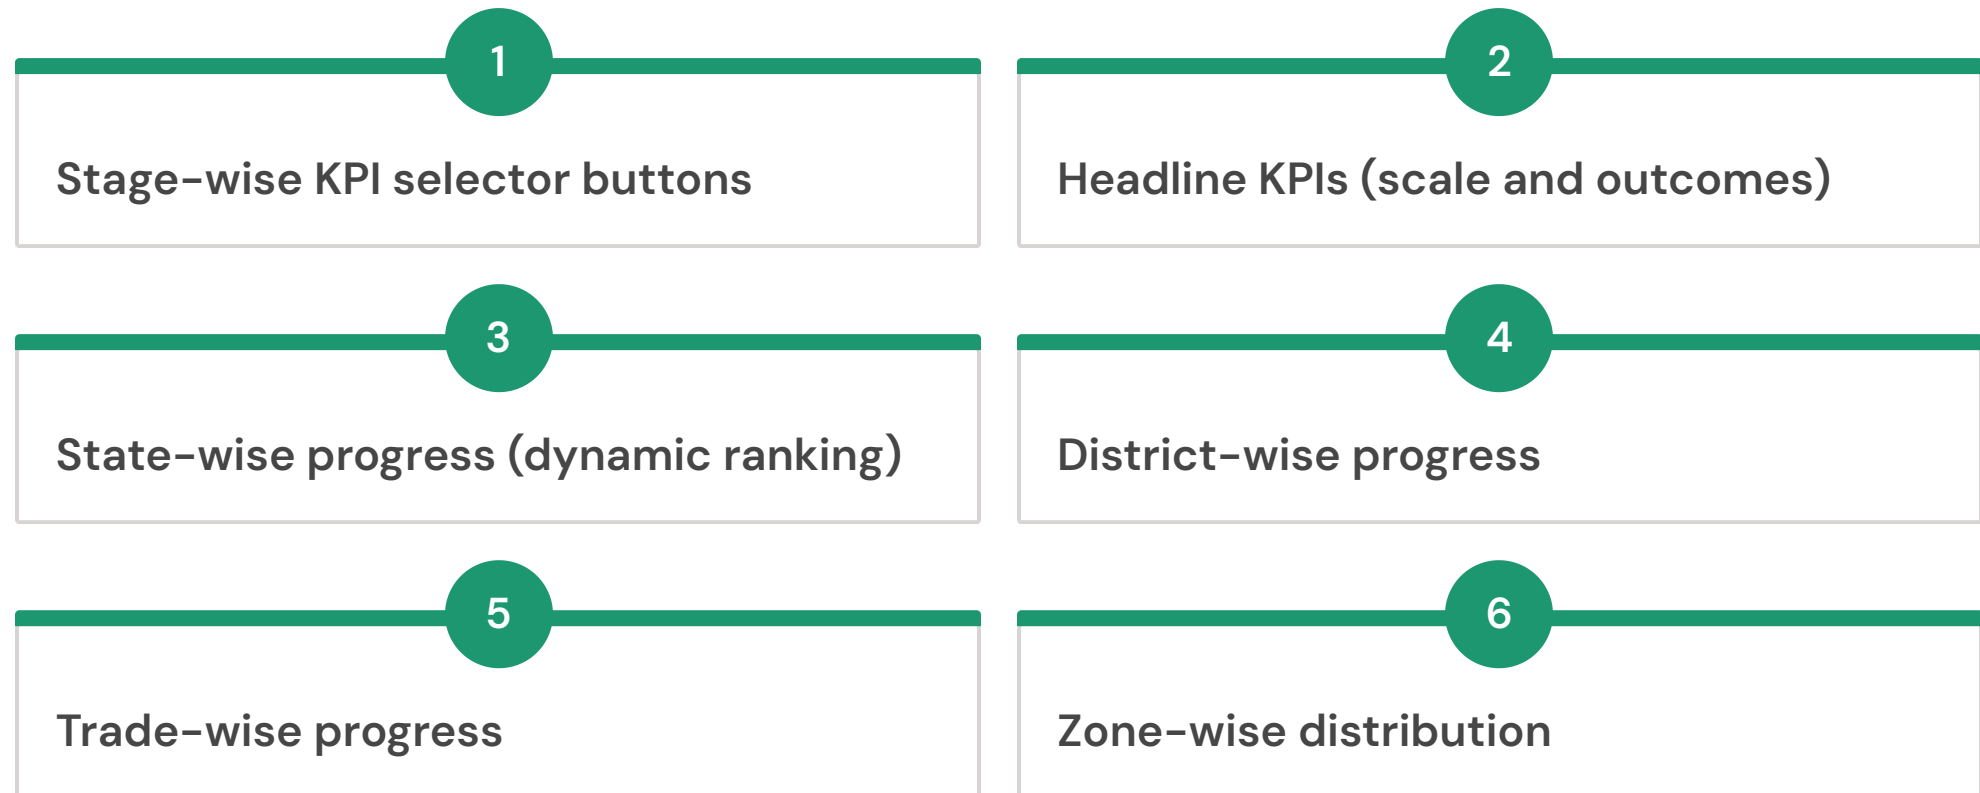 1
Stage-wise KPI selector buttons
2
Headline KPIs (scale and outcomes)
3
State-wise progress (dynamic ranking)
4
District-wise progress
5
Trade-wise progress
6
Zone-wise distribution